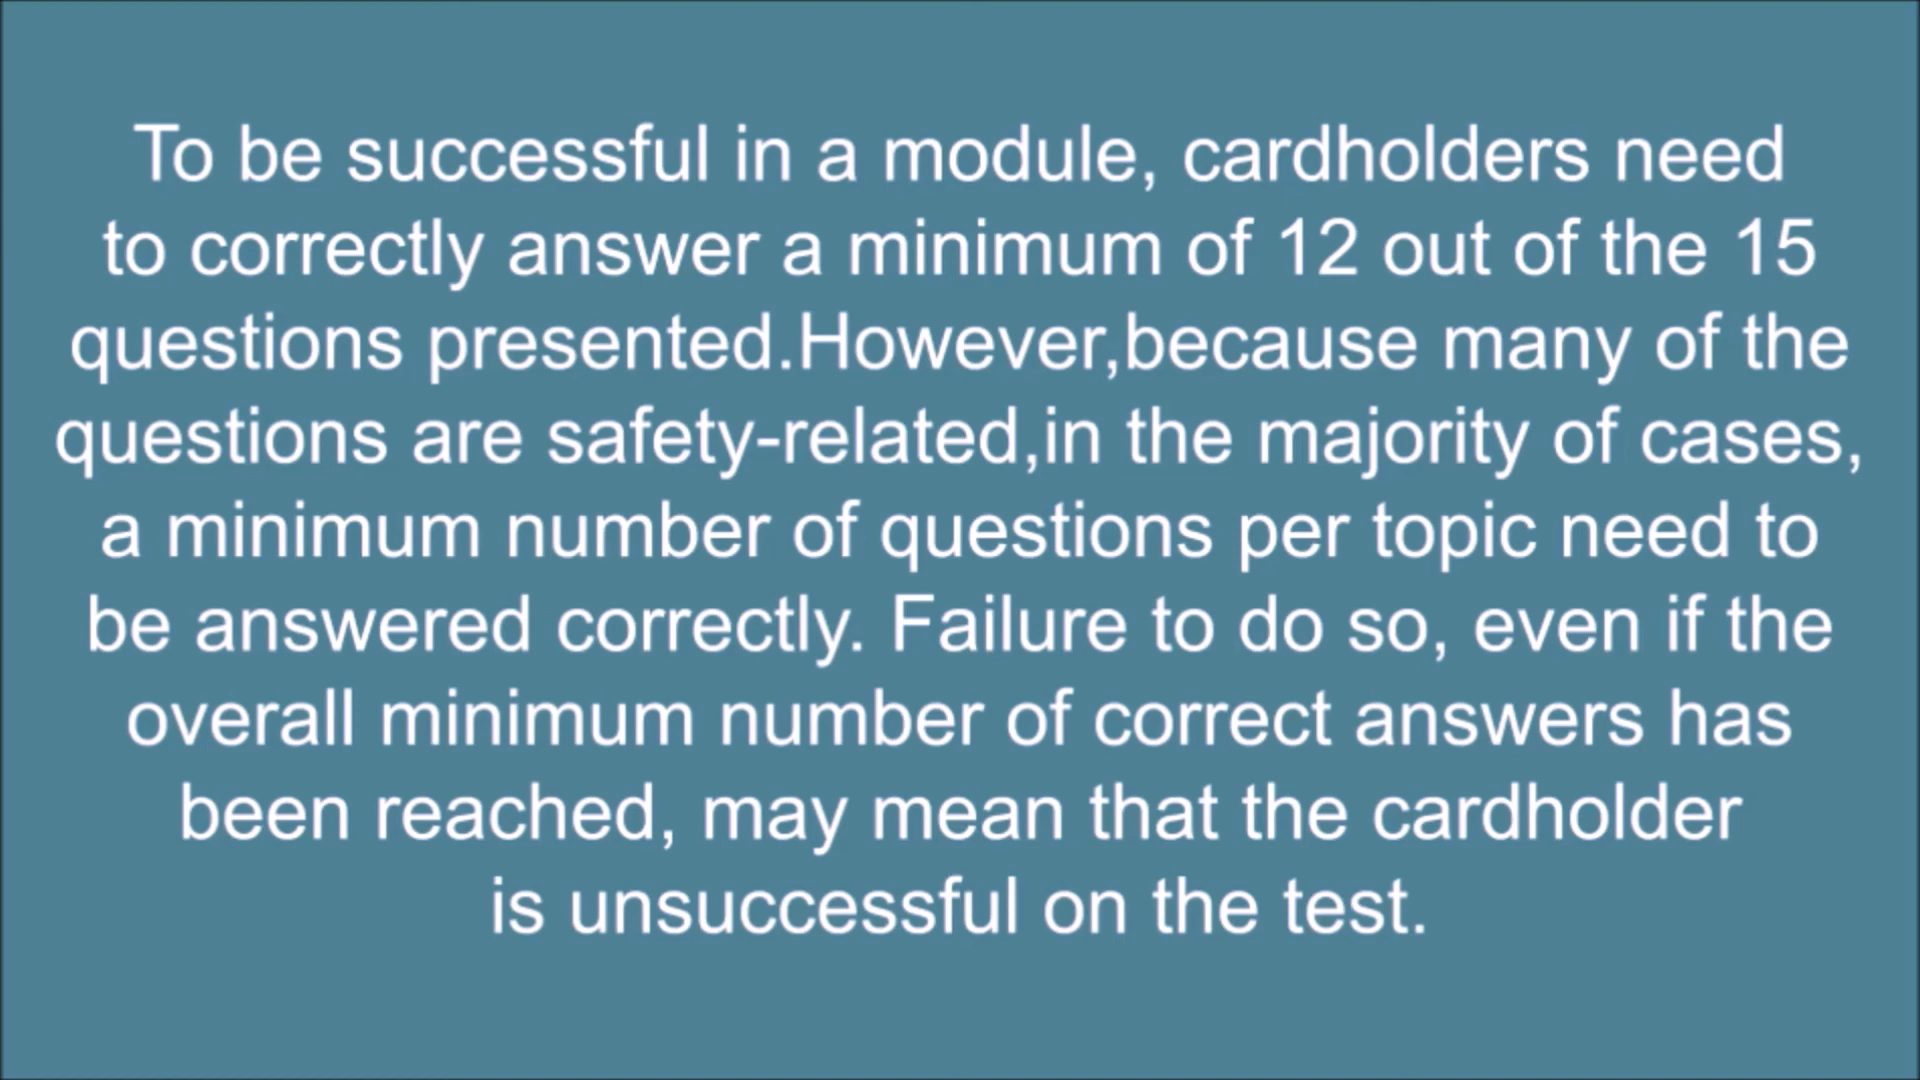 To be successful in a module, cardholders need
to correctly answer a minimum of 12 out of the 15
questions presented.However,because many of the
questions are safety-related,in the majority of cases,
a minimum number of questions per topic need to
be answered correctly. Failure to do so, even if the
overall minimum number of correct answers has
been reached, may mean that the cardholder
is unsuccessful on the test.